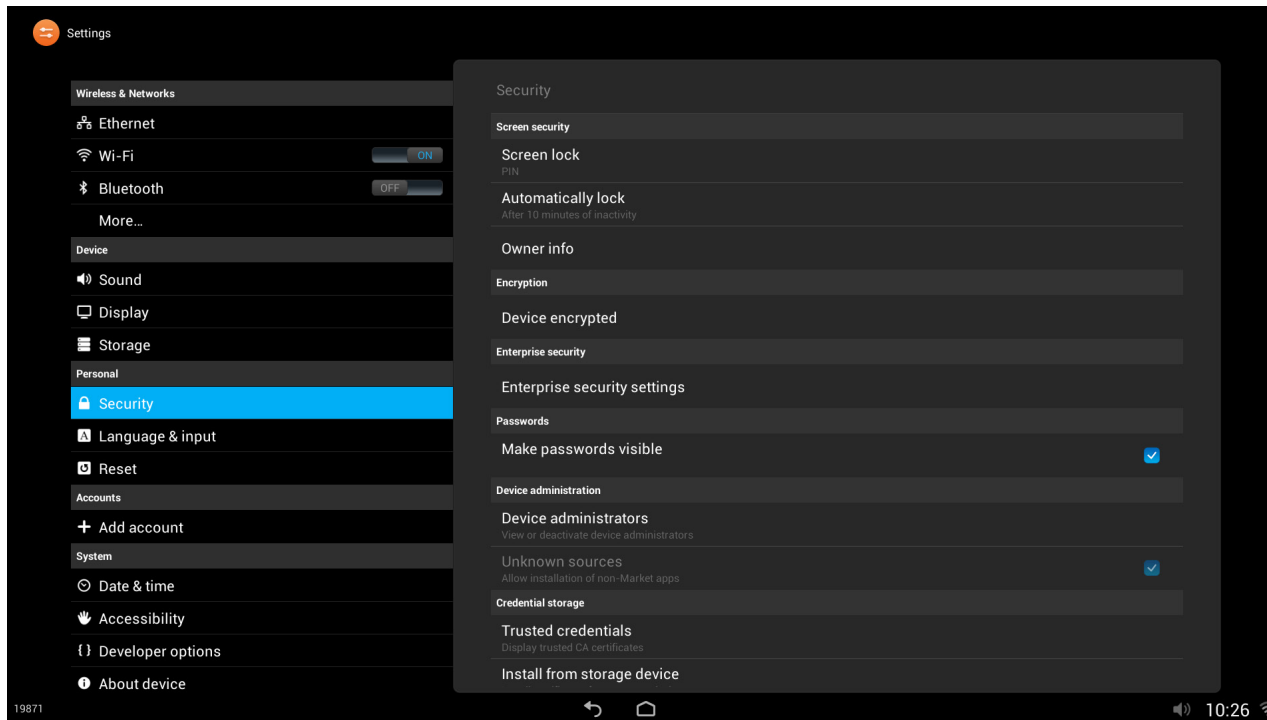 Settings
Wireless & Networks
Ethernet
Wi-Fi ON
Bluetooth OFF
More...
Device
Sound
Display
Storage
Personal
Security
Language & input
Reset
Accounts
Add account
System
Date & time
Accessibility
Developer options
About device
Security
Screen security
Screen lock
PIN
Automatically lock
After 10 minutes of inactivity
Owner info
Encryption
Device encrypted
Enterprise security
Enterprise security settings
Passwords
Make passwords visible
Device administration
Device administrators
View or deactivate device administrators
Unknown sources
Allow installation of non-Market apps
Credential storage
Trusted credentials
Display trusted CA certificates
Install from storage device
19871
10:26